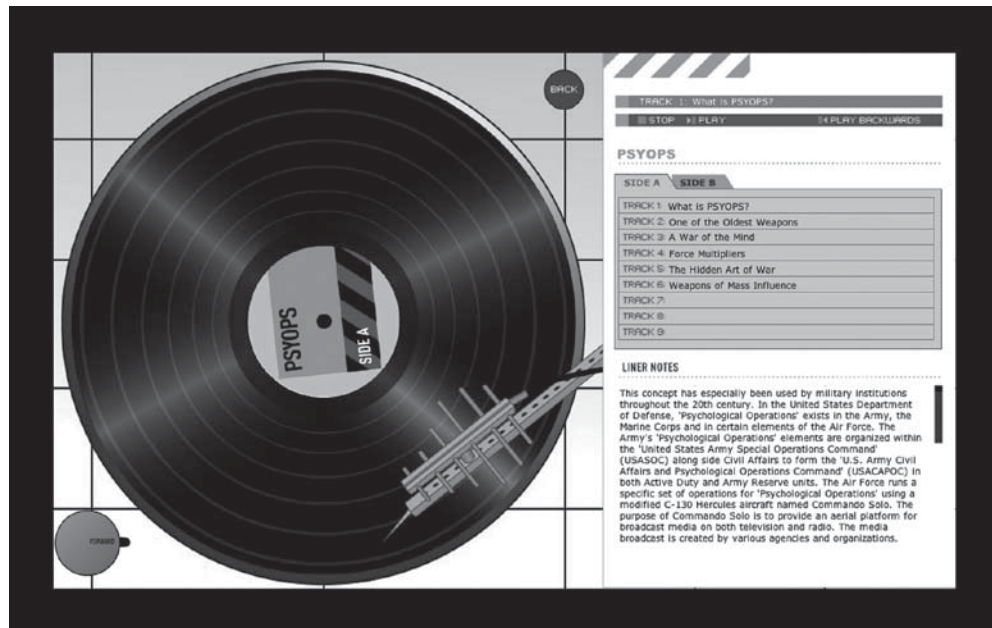 BACK
PSYOPS
SIDE A
FORWARD
TRACK 1: What is PSYOPS?
STOP PLAY PLAY BACKWARDS
PSYOPS
SIDE A SIDE B
TRACK 1: What is PSYOPS?
TRACK 2: One of the Oldest Weapons
TRACK 3: A War of the Mind
TRACK 4: Force Multipliers
TRACK 5: The Hidden Art of War
TRACK 6: Weapons of Mass Influence
TRACK 7:
TRACK 8:
TRACK 9:
LINER NOTES
This concept has especially been used by military institutions
throughout the 20th century. In the United States Department
of Defense, 'Psychological Operations' exists in the Army, the
Marine Corps and in certain elements of the Air Force. The
Army's 'Psychological Operations' elements are organized within
the 'United States Army Special Operations Command'
(USASOC) along side Civil Affairs to form the 'U.S. Army Civil
Affairs and Psychological Operations Command' (USACAPOC) in
both Active Duty and Army Reserve units. The Air Force runs a
specific set of operations for 'Psychological Operations' using a
modified C-130 Hercules aircraft named Commando Solo. The
purpose of Commando Solo is to provide an aerial platform for
broadcast media on both television and radio. The media
broadcast is created by various agencies and organizations.